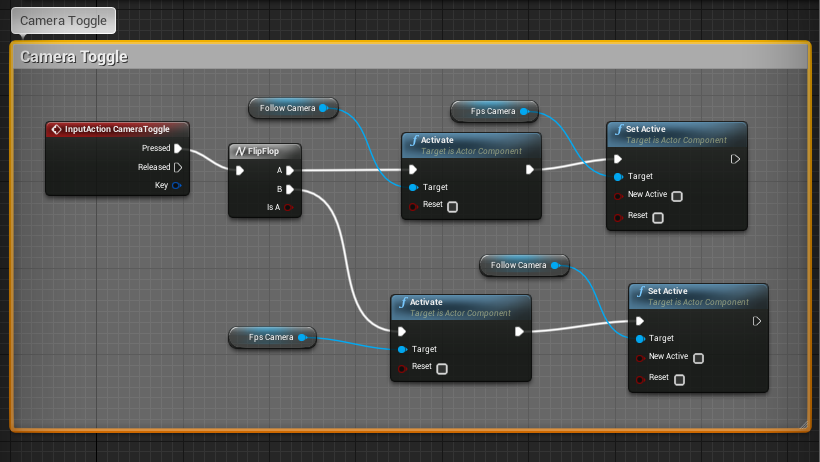 Camera Toggle
Camera Toggle
Follow Camera
Fps Camera
InputAction CameraToggle
Pressed
Released
Key
FlipFlop
A
B
Is A
Activate
Target is Actor Component
Target
Reset
Set Active
Target is Actor Component
Target
New Active
Reset
Follow Camera
Fps Camera
Activate
Target is Actor Component
Target
Reset
Set Active
Target is Actor Component
Target
New Active
Reset